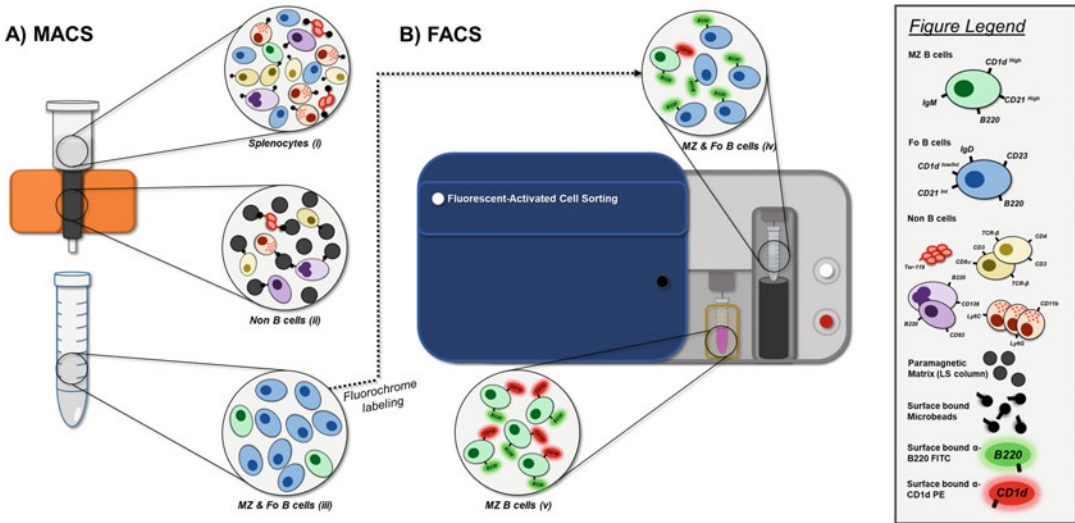 A) MACS
Splenocytes (i)
Non B cells (ii)
MZ & Fo B cells (iii)
Fluorochrome
labeling
B) FACS
MZ & Fo B cells (iv)
Fluorescent-Activated Cell Sorting
MZ B cells (v)
Figure Legend
MZ B cells
CD1d High
IgM
CD21 High
B220
Fo B cells
IgD
CD1d low/int
CD23
CD21 int
B220
Non B cells
TCR-β
CD4
CD3
CD8α
Ter-119
CD3
TCR-β
B220
CD138
CD11b
Ly6C
B220
CD93
Ly6G
Paramagnetic
Matrix (LS column)
Surface bound
Microbeads
Surface bound α-
B220 FITC
B220
Surface bound α-
CD1d PE
CD1d